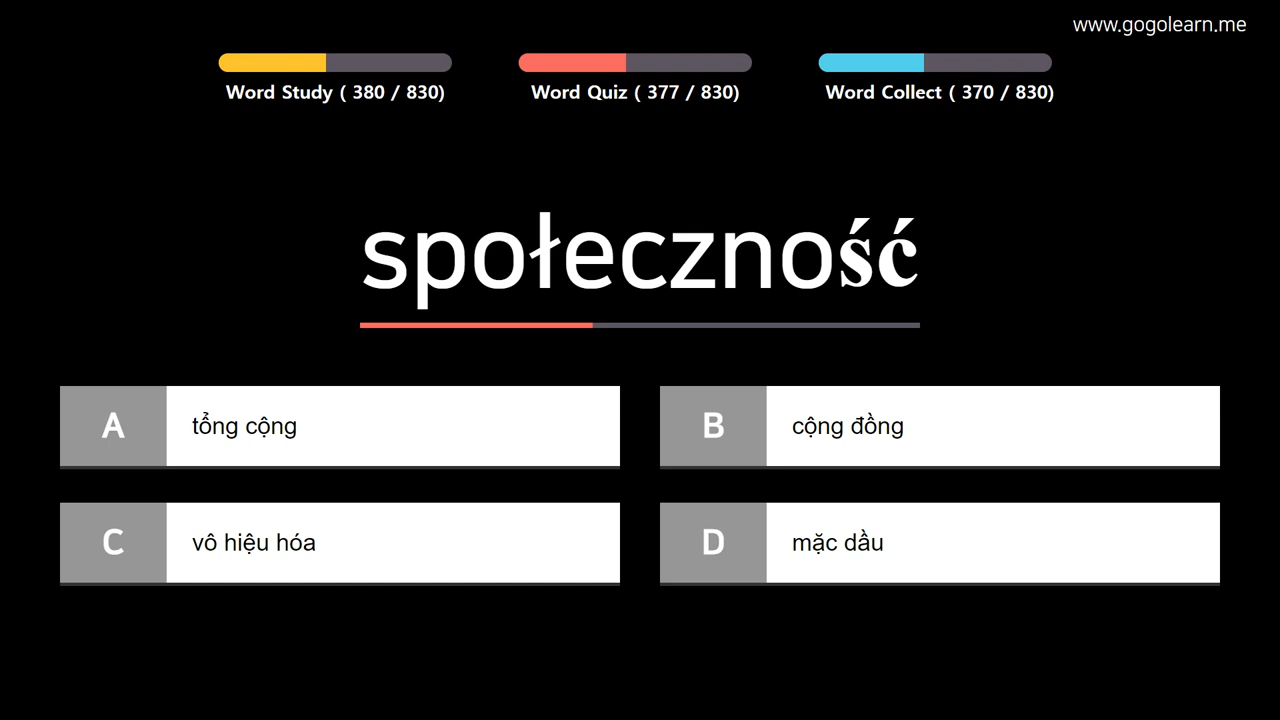 www.gogolearn.me
Word Study ( 380 / 830)
Word Quiz ( 377 / 830)
Word Collect ( 370 / 830)
społeczność
A tổng cộng
B cộng đồng
C vô hiệu hóa
D mặc dầu